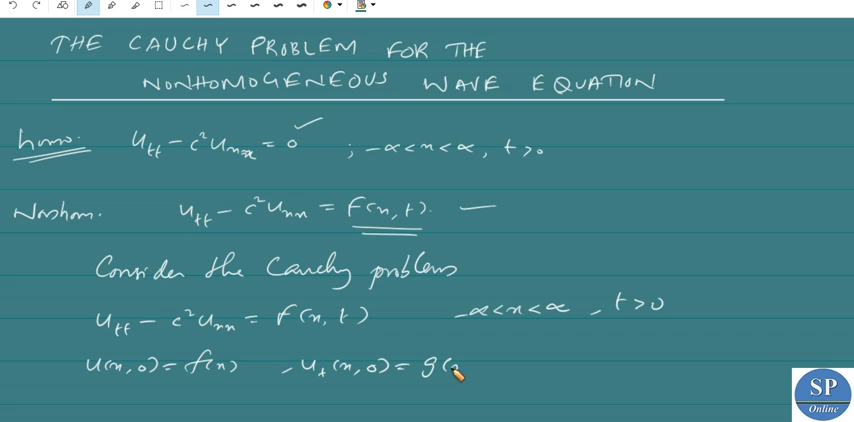 THE CAUCHY PROBLEM FOR THE
NONHOMOGENEOUS WAVE EQUATION
homo. u_tt − c²u_xx = 0 ; −∞ < x < ∞, t > 0
Nonhom. u_tt − c²u_xx = F(x, t).
Consider the Cauchy problems
u_tt − c²u_xx = F(x, t) −∞ < x < ∞, t > 0
u(x, 0) = f(x) , u_t(x, 0) = g(
SP
Online